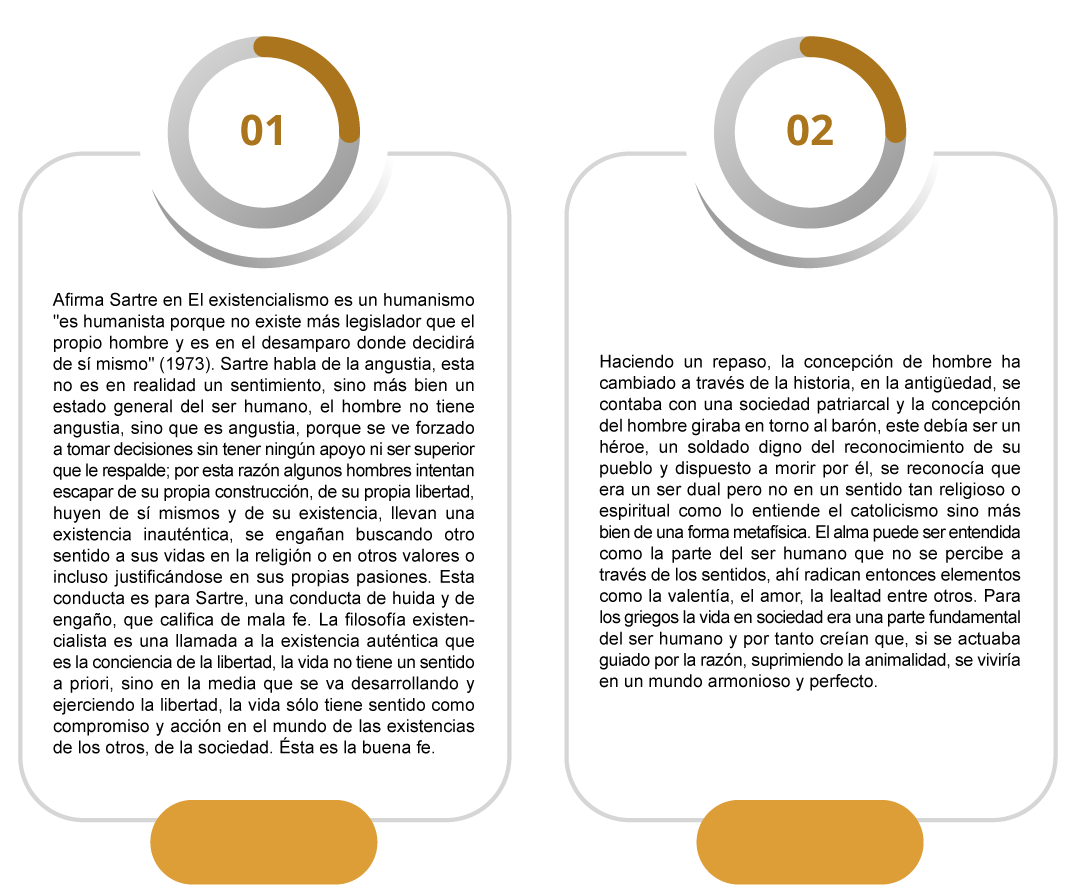 01
Afirma Sartre en El existencialismo es un humanismo
"es humanista porque no existe más legislador que el
propio hombre y es en el desamparo donde decidirá
de sí mismo" (1973). Sartre habla de la angustia, esta
no es en realidad un sentimiento, sino más bien un
estado general del ser humano, el hombre no tiene
angustia, sino que es angustia, porque se ve forzado
a tomar decisiones sin tener ningún apoyo ni ser superior
que le respalde; por esta razón algunos hombres intentan
escapar de su propia construcción, de su propia libertad,
huyen de sí mismos y de su existencia, llevan una
existencia inauténtica, se engañan buscando otro
sentido a sus vidas en la religión o en otros valores o
incluso justificándose en sus propias pasiones. Esta
conducta es para Sartre, una conducta de huida y de
engaño, que califica de mala fe. La filosofía existen-
cialista es una llamada a la existencia auténtica que
es la conciencia de la libertad, la vida no tiene un sentido
a priori, sino en la media que se va desarrollando y
ejerciendo la libertad, la vida sólo tiene sentido como
compromiso y acción en el mundo de las existencias
de los otros, de la sociedad. Ésta es la buena fe.
02
Haciendo un repaso, la concepción de hombre ha
cambiado a través de la historia, en la antigüedad, se
contaba con una sociedad patriarcal y la concepción
del hombre giraba en torno al barón, este debía ser un
héroe, un soldado digno del reconocimiento de su
pueblo y dispuesto a morir por él, se reconocía que
era un ser dual pero no en un sentido tan religioso o
espiritual como lo entiende el catolicismo sino más
bien de una forma metafísica. El alma puede ser entendida
como la parte del ser humano que no se percibe a
través de los sentidos, ahí radican entonces elementos
como la valentía, el amor, la lealtad entre otros. Para
los griegos la vida en sociedad era una parte fundamental
del ser humano y por tanto creían que, si se actuaba
guiado por la razón, suprimiendo la animalidad, se viviría
en un mundo armonioso y perfecto.